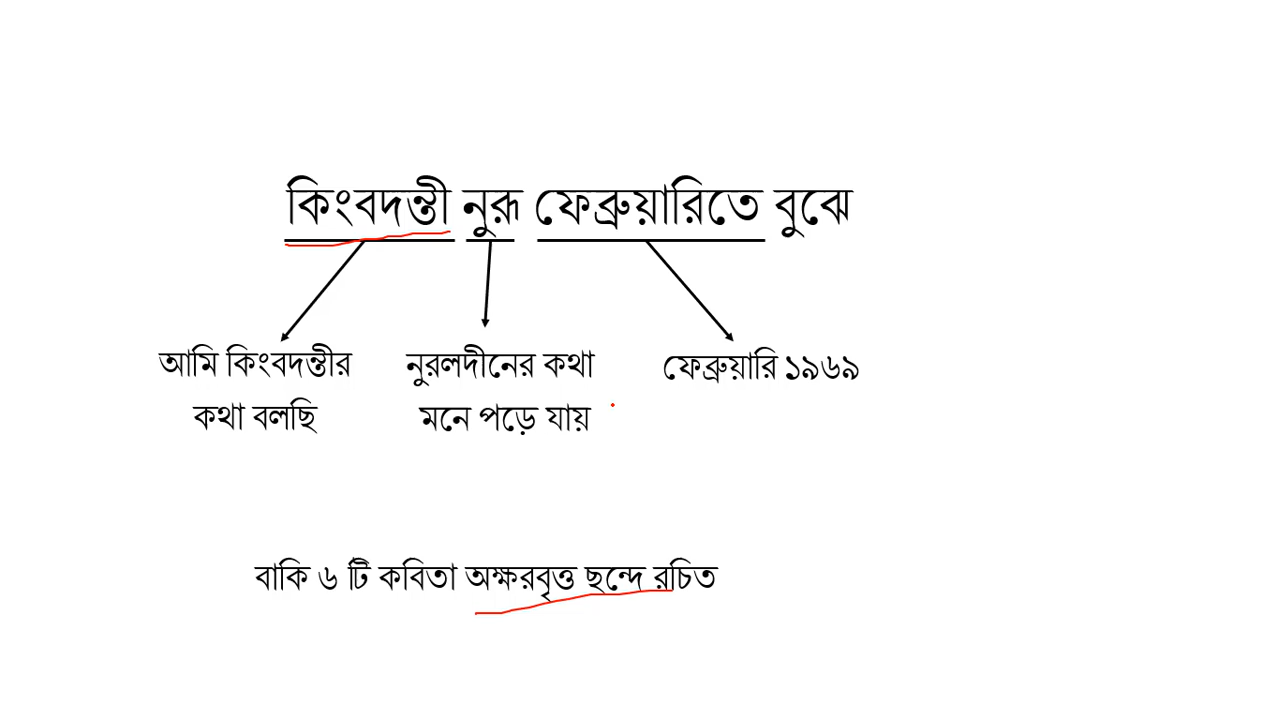 কিংবদন্তী নুরূ ফেব্রুয়ারিতে বুঝে
আমি কিংবদন্তীর
কথা বলছি
নুরলদীনের কথা
মনে পড়ে যায়
ফেব্রুয়ারি ১৯৬৯
বাকি ৬ টি কবিতা অক্ষরবৃত্ত ছন্দে রচিত